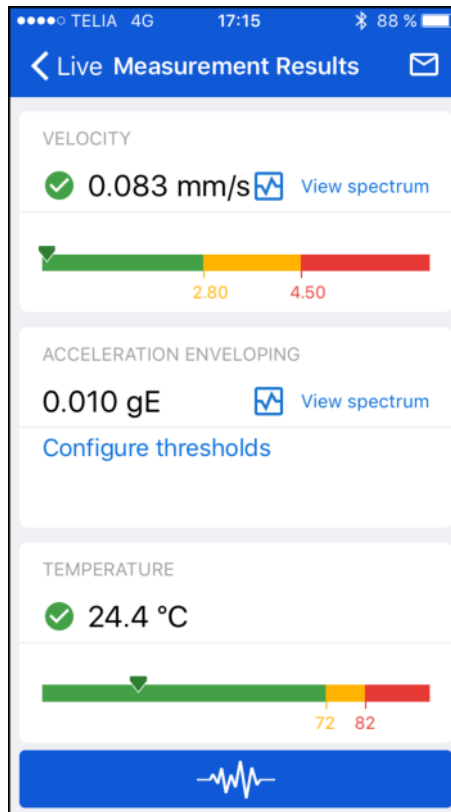 TELIA 4G 17:15 88 %
Live Measurement Results
VELOCITY
0.083 mm/s View spectrum
2.80 4.50
ACCELERATION ENVELOPING
0.010 gE View spectrum
Configure thresholds
TEMPERATURE
24.4 °C
72 82